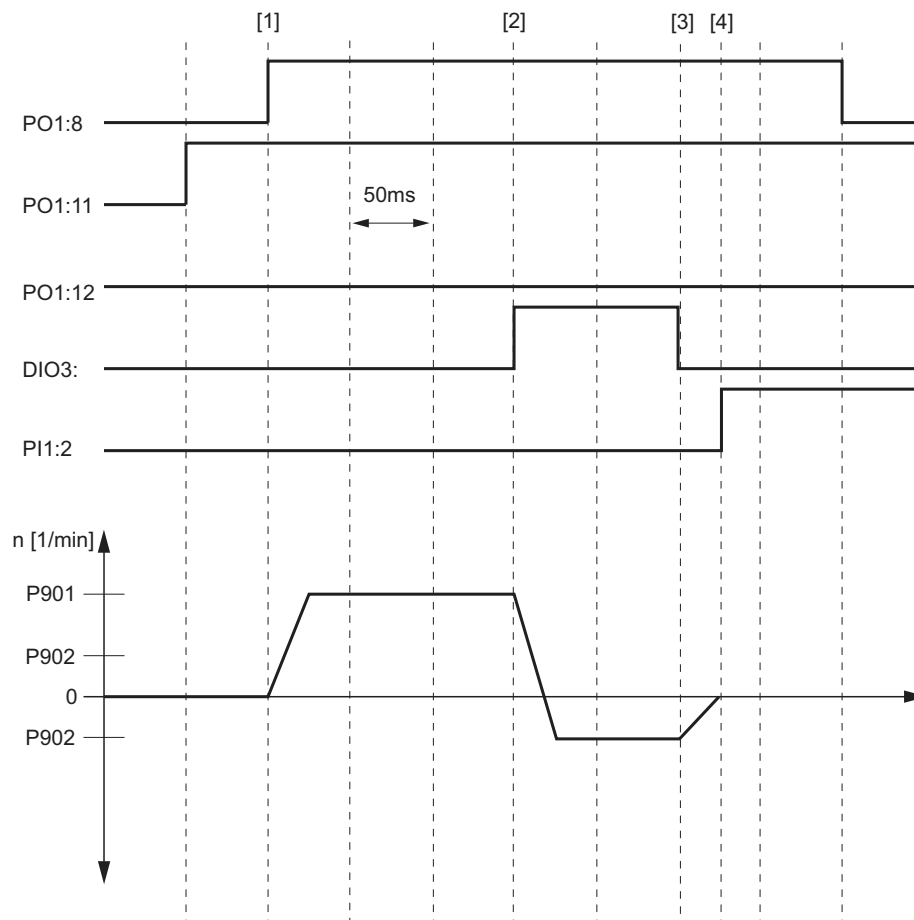 [1] [2] [3] [4]
PO1:8
PO1:11
50ms
PO1:12
DIO3:
PI1:2
n [1/min]
P901
P902
0
P902